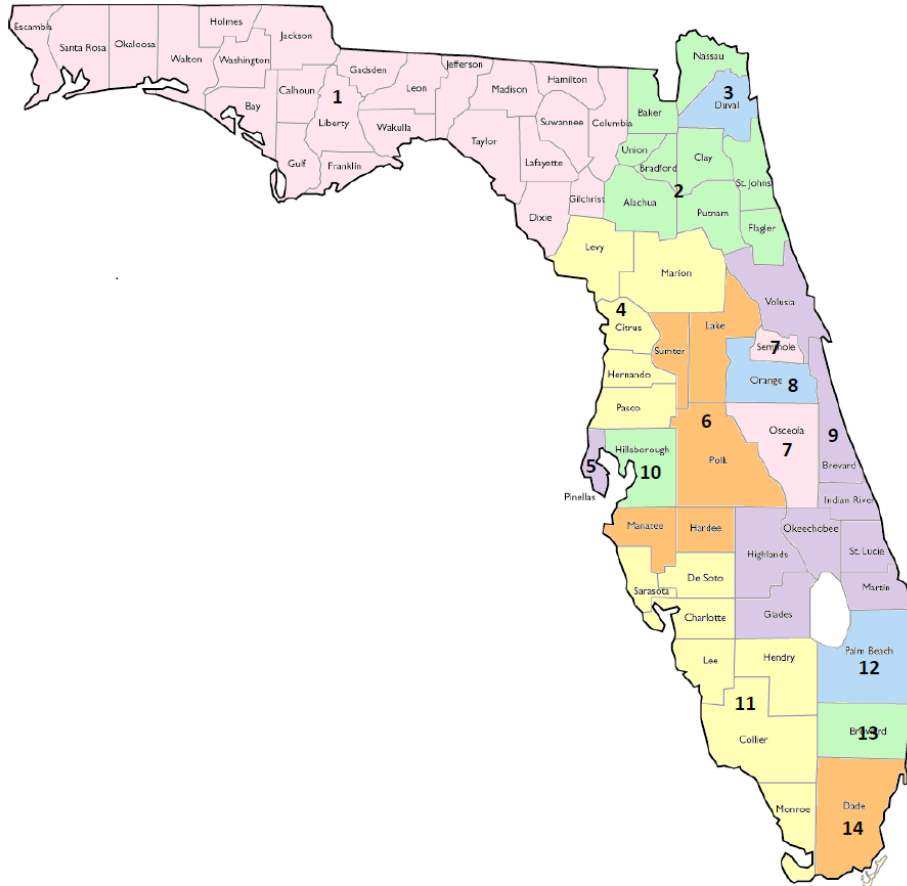 Escambia
Santa Rosa
Okaloosa
Holmes
Walton
Washington
Jackson
Bay
Calhoun
1
Gulf
Liberty
Gadsden
Franklin
Leon
Wakulla
Jefferson
Madison
Taylor
Hamilton
Suwannee
Columbia
Lafayette
Dixie
Gilchrist
Nassau
3
Duval
Baker
Union
Bradford
Clay
2
St. Johns
Alachua
Putnam
Flagler
Levy
Marion
Volusia
4
Citrus
Sumter
Lake
Seminole
7
Hernando
Orange
8
Pasco
6
Osceola
7
9
Hillsborough
10
5
Pinellas
Polk
Brevard
Indian River
Manatee
Hardee
Okeechobee
Highlands
St. Lucie
De Soto
Sarasota
Martin
Charlotte
Glades
Lee
Hendry
Palm Beach
12
11
Broward
13
Collier
Monroe
Dade
14